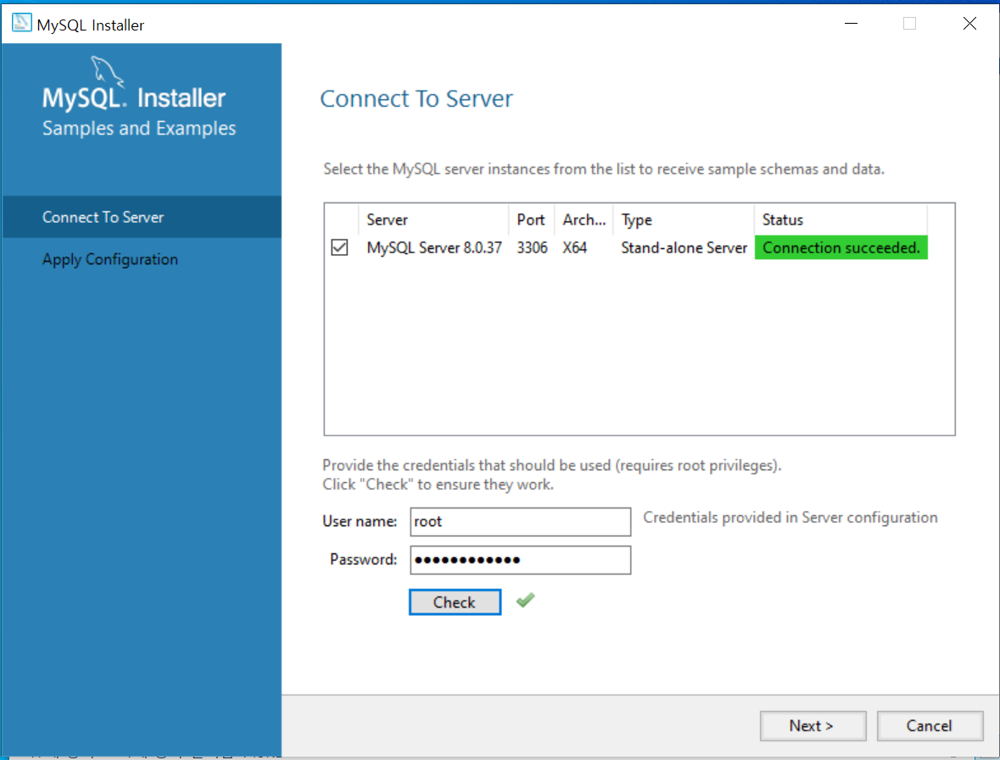 MySQL Installer
MySQL. Installer
Samples and Examples
Connect To Server
Apply Configuration
Connect To Server
Select the MySQL server instances from the list to receive sample schemas and data.
Server Port Arch... Type Status
MySQL Server 8.0.37 3306 X64 Stand-alone Server Connection succeeded.
Provide the credentials that should be used (requires root privileges).
Click "Check" to ensure they work.
User name: root Credentials provided in Server configuration
Password: ••••••••••••
Check
Next > Cancel